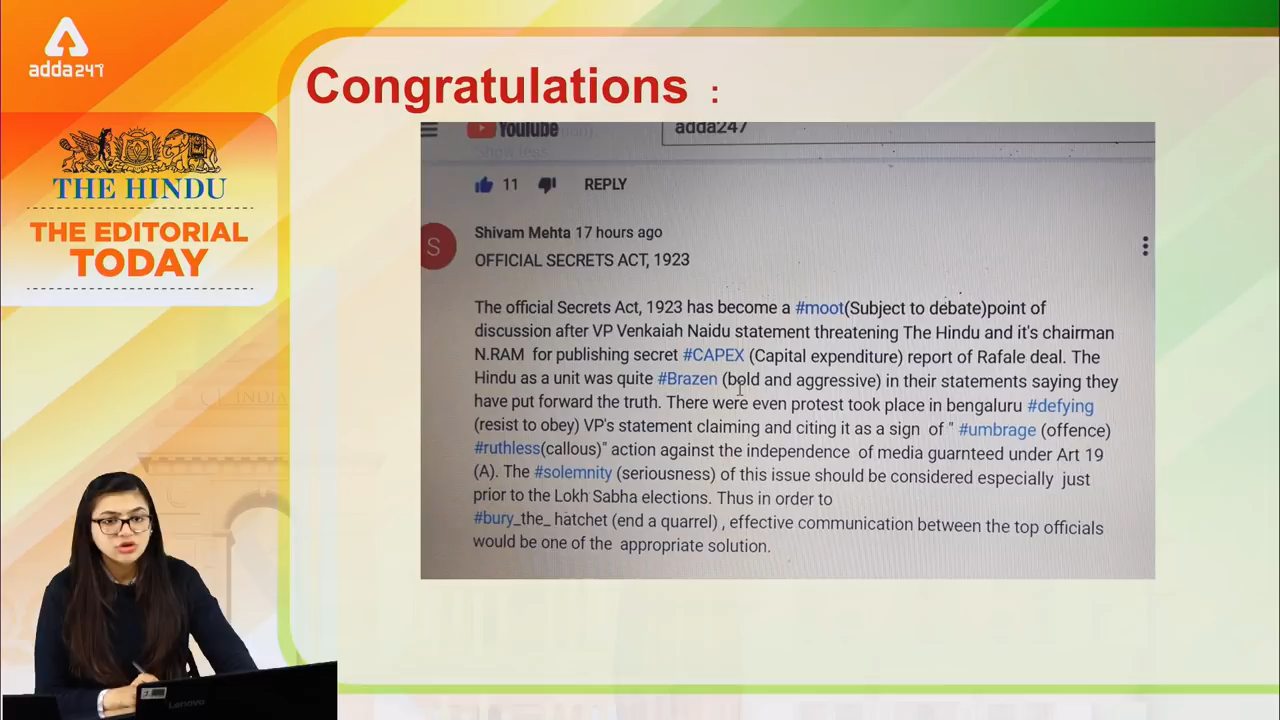 adda247
THE HINDU
THE EDITORIAL
TODAY
Congratulations :
YouTube
adda247
Show less
11 REPLY
S
Shivam Mehta 17 hours ago
OFFICIAL SECRETS ACT, 1923
The official Secrets Act, 1923 has become a #moot(Subject to debate)point of
discussion after VP Venkaiah Naidu statement threatening The Hindu and it's chairman
N.RAM for publishing secret #CAPEX (Capital expenditure) report of Rafale deal. The
Hindu as a unit was quite #Brazen (bold and aggressive) in their statements saying they
have put forward the truth. There were even protest took place in bengaluru #defying
(resist to obey) VP's statement claiming and citing it as a sign of " #umbrage (offence)
#ruthless(callous)" action against the independence of media guarnteed under Art 19
(A). The #solemnity (seriousness) of this issue should be considered especially just
prior to the Lokh Sabha elections. Thus in order to
#bury_the_ hatchet (end a quarrel) , effective communication between the top officials
would be one of the appropriate solution.
Lenovo